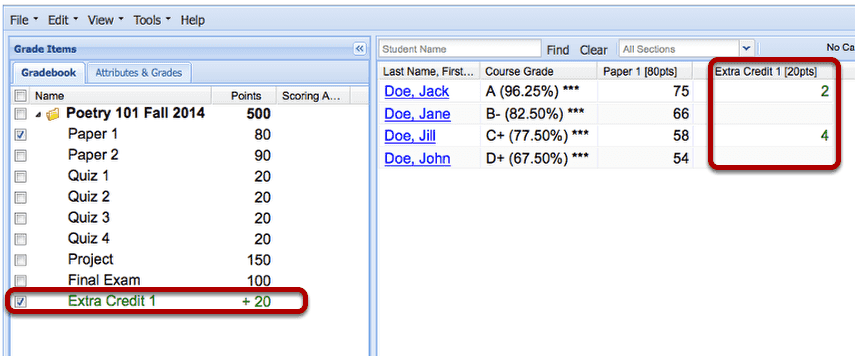 File Edit View Tools Help
Grade Items
Gradebook Attributes & Grades
Name Points Scoring A...
Poetry 101 Fall 2014 500
Paper 1 80
Paper 2 90
Quiz 1 20
Quiz 2 20
Quiz 3 20
Quiz 4 20
Project 150
Final Exam 100
Extra Credit 1 + 20
Student Name Find Clear All Sections No Ca
Last Name, First... Course Grade Paper 1 [80pts] Extra Credit 1 [20pts]
Doe, Jack A (96.25%) *** 75 2
Doe, Jane B- (82.50%) *** 66
Doe, Jill C+ (77.50%) *** 58 4
Doe, John D+ (67.50%) *** 54